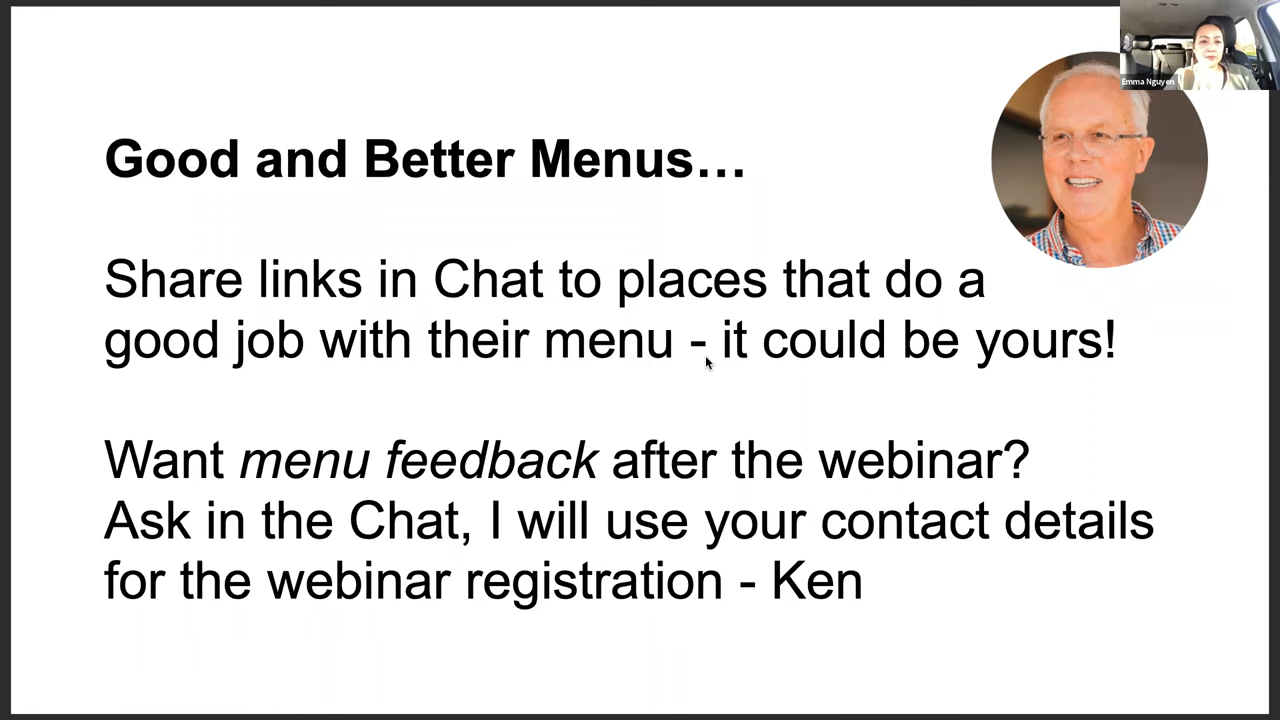 Emma Nguyen
Good and Better Menus…
Share links in Chat to places that do a
good job with their menu - it could be yours!
Want menu feedback after the webinar?
Ask in the Chat, I will use your contact details
for the webinar registration - Ken